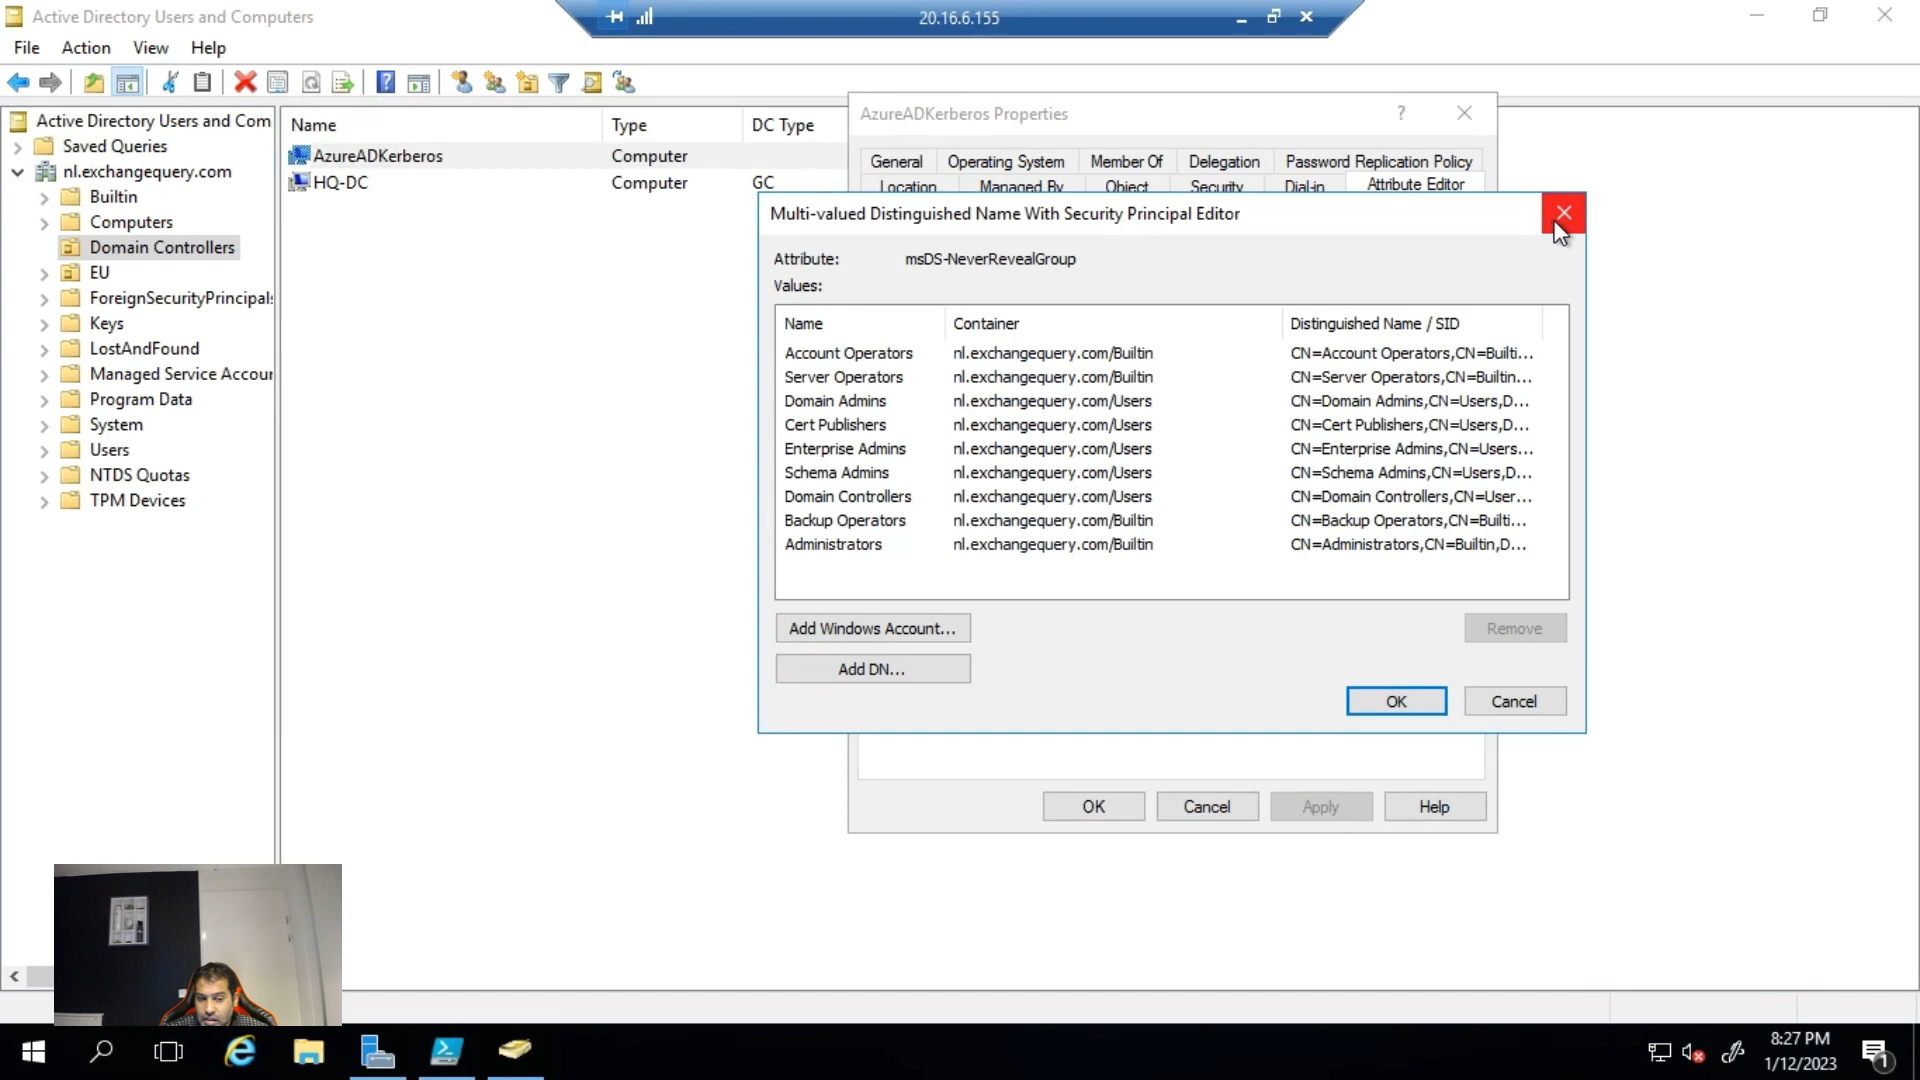 Active Directory Users and Computers
20.16.6.155
File Action View Help
Active Directory Users and Com
Saved Queries
nl.exchangequery.com
Builtin
Computers
Domain Controllers
EU
ForeignSecurityPrincipals
Keys
LostAndFound
Managed Service Accour
Program Data
System
Users
NTDS Quotas
TPM Devices
Name Type DC Type
AzureADKerberos Computer
HQ-DC Computer GC
AzureADKerberos Properties ?
General Operating System Member Of Delegation Password Replication Policy
Location Managed By Object Security Dial-in Attribute Editor
Multi-valued Distinguished Name With Security Principal Editor
Attribute: msDS-NeverRevealGroup
Values:
Name Container Distinguished Name / SID
Account Operators nl.exchangequery.com/Builtin CN=Account Operators,CN=Builti...
Server Operators nl.exchangequery.com/Builtin CN=Server Operators,CN=Builtin...
Domain Admins nl.exchangequery.com/Users CN=Domain Admins,CN=Users,D...
Cert Publishers nl.exchangequery.com/Users CN=Cert Publishers,CN=Users,D...
Enterprise Admins nl.exchangequery.com/Users CN=Enterprise Admins,CN=Users...
Schema Admins nl.exchangequery.com/Users CN=Schema Admins,CN=Users,D...
Domain Controllers nl.exchangequery.com/Users CN=Domain Controllers,CN=User...
Backup Operators nl.exchangequery.com/Builtin CN=Backup Operators,CN=Builti...
Administrators nl.exchangequery.com/Builtin CN=Administrators,CN=Builtin,D...
Add Windows Account... Remove
Add DN...
OK Cancel
OK Cancel Apply Help
8:27 PM
1/12/2023
1